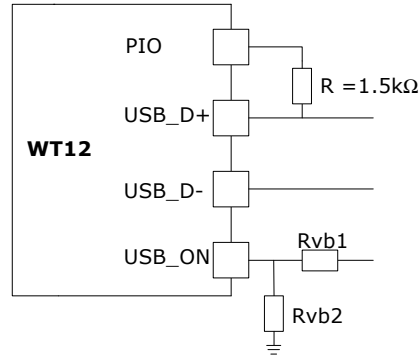 PIO
R =1.5kΩ
USB_D+
WT12
USB_D-
USB_ON
Rvb1
Rvb2